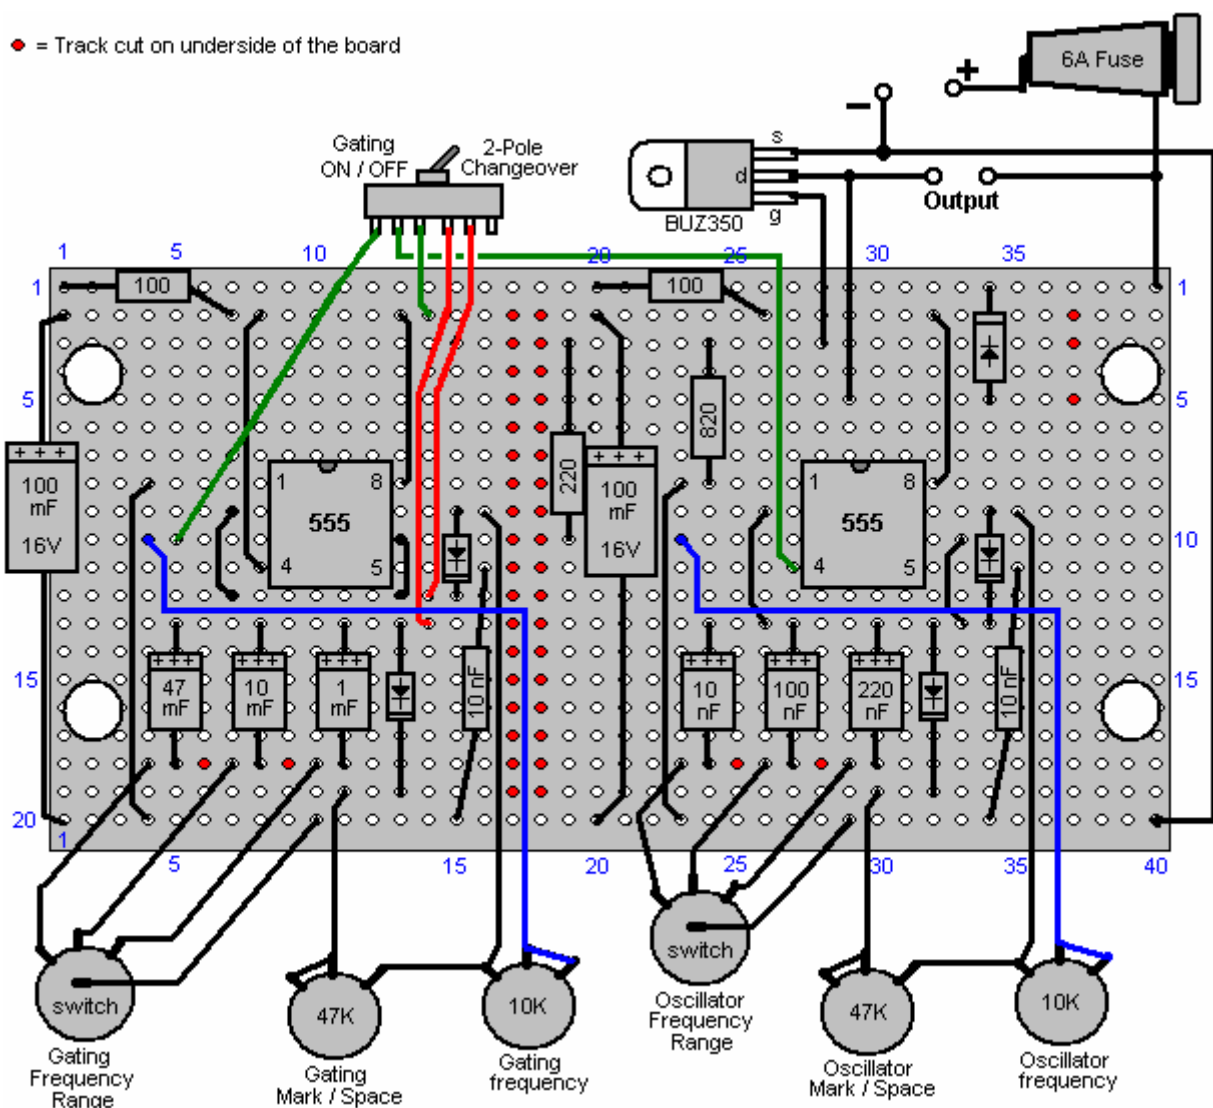 = Track cut on underside of the board
6A Fuse
+
−
Gating
ON / OFF
2-Pole
Changeover
s
d
g
BUZ350
Output
1 5 10 20 25 30 35
1 100 100 1
5 5
+ + +
100
mF
16V
1 8
555
4 5
220
+ + +
100
mF
16V
820
1 8
555
4 5
10
15 15
+++
47
mF
+++
10
mF
+++
1
mF
10 nF
+++
10
nF
+++
100
nF
+++
220
nF
10 nF
20
1 5 15 20 25 30 35 40
switch
Gating
Frequency
Range
47K
Gating
Mark / Space
10K
Gating
frequency
switch
Oscillator
Frequency
Range
47K
Oscillator
Mark / Space
10K
Oscillator
frequency